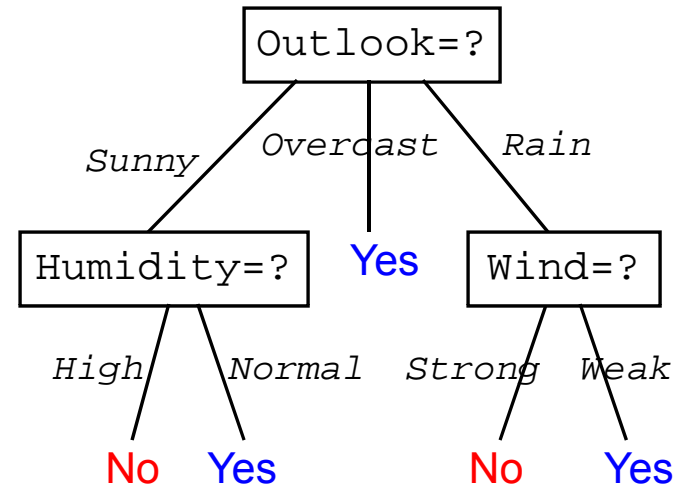 Outlook=?
Sunny Overcast Rain
Humidity=? Yes Wind=?
High Normal Strong Weak
No Yes No Yes